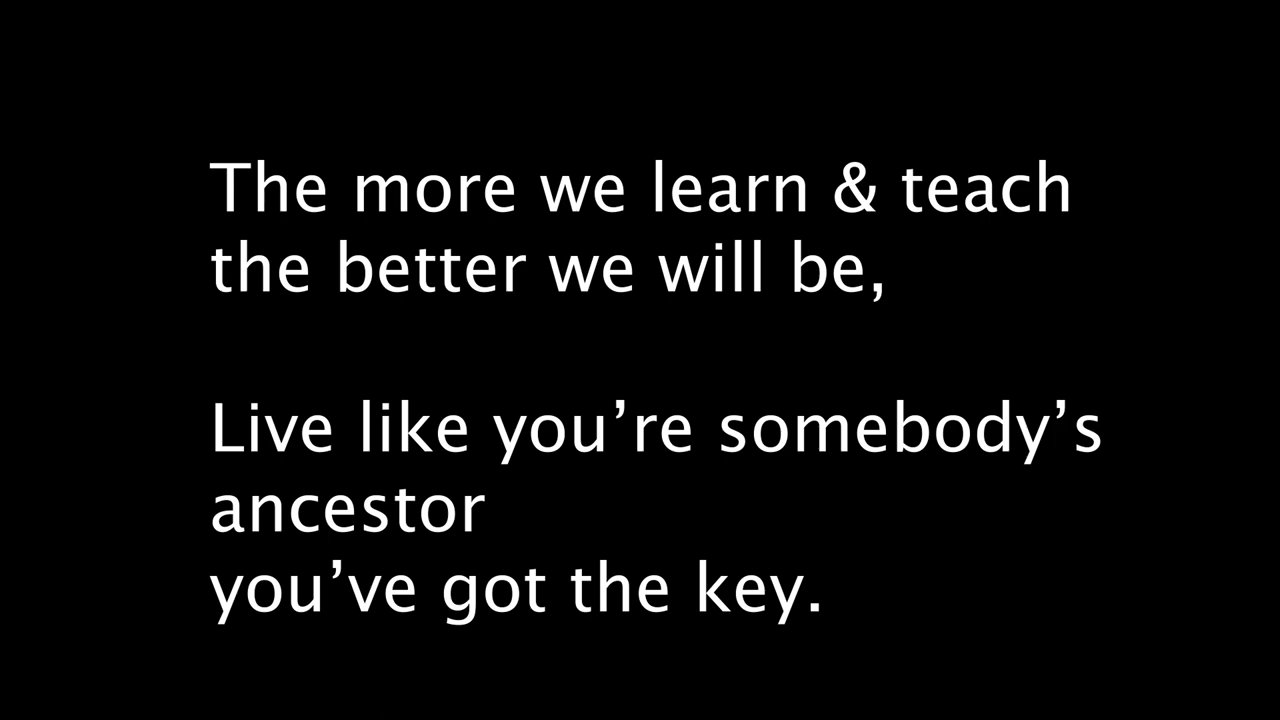 The more we learn & teach
the better we will be,
Live like you’re somebody’s
ancestor
you’ve got the key.